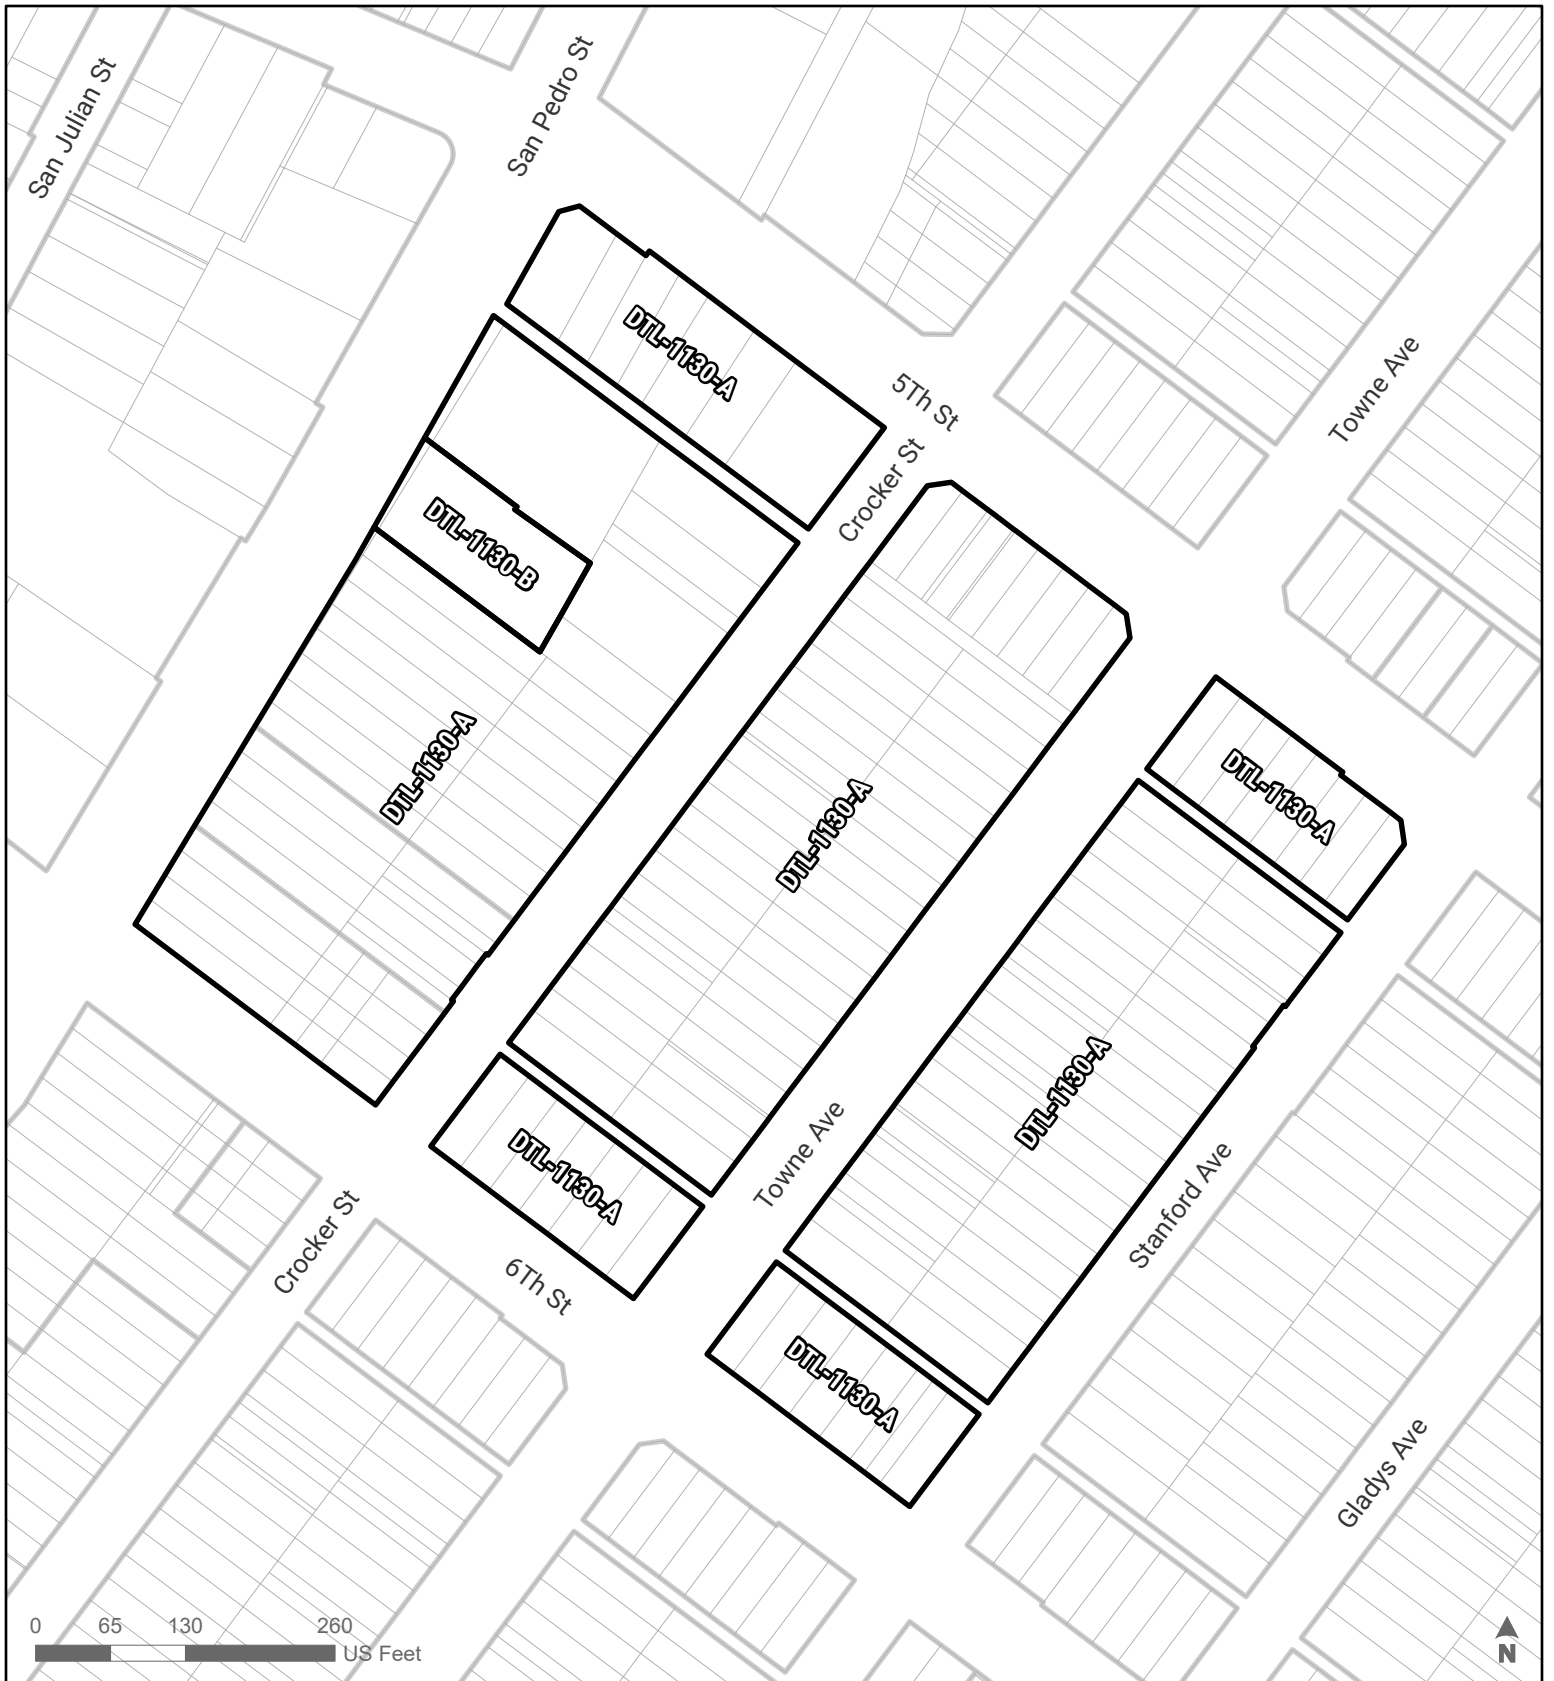 San Julian St
San Pedro St
DTL-1130-A
5Th St
Towne Ave
Crocker St
DTL-1130-B
DTL-1130-A
DTL-1130-A
DTL-1130-A
DTL-1130-A
DTL-1130-A
Towne Ave
Stanford Ave
Crocker St
6Th St
DTL-1130-A
Gladys Ave
0 65 130 260
US Feet
N